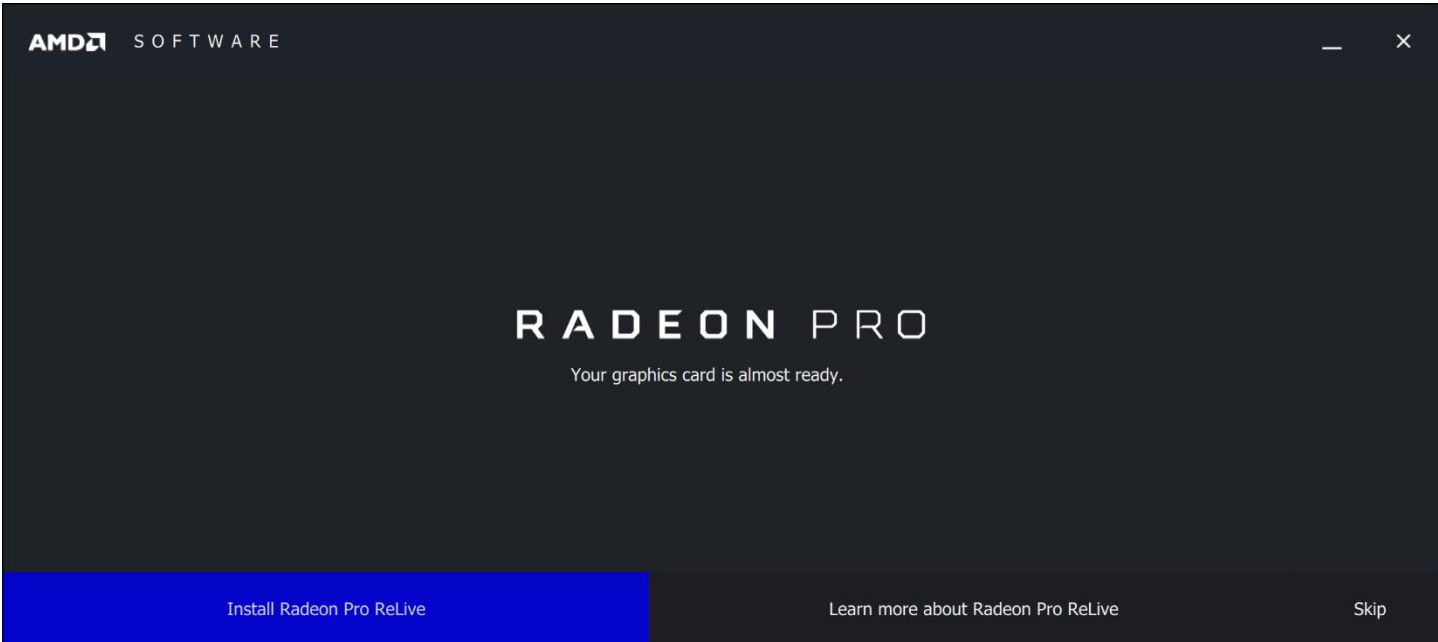 AMD SOFTWARE
RADEON PRO
Your graphics card is almost ready.
Install Radeon Pro ReLive
Learn more about Radeon Pro ReLive
Skip